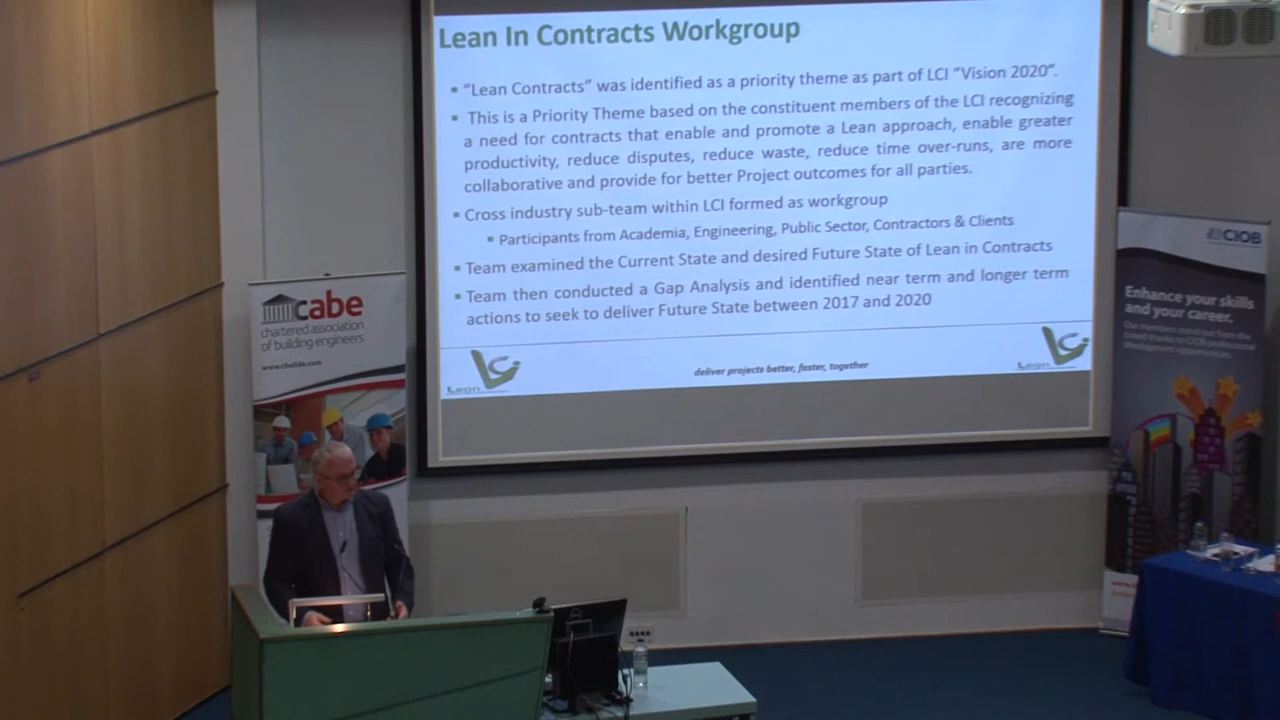 Lean In Contracts Workgroup
▪ "Lean Contracts" was identified as a priority theme as part of LCI "Vision 2020".
▪ This is a Priority Theme based on the constituent members of the LCI recognizing
a need for contracts that enable and promote a Lean approach, enable greater
productivity, reduce disputes, reduce waste, reduce time over-runs, are more
collaborative and provide for better Project outcomes for all parties.
▪ Cross industry sub-team within LCI formed as workgroup
▪ Participants from Academia, Engineering, Public Sector, Contractors & Clients
▪ Team examined the Current State and desired Future State of Lean in Contracts
▪ Team then conducted a Gap Analysis and identified near term and longer term
actions to seek to deliver Future State between 2017 and 2020
Lean
LCi
deliver projects better, faster, together
Lean
LCi
cabe
chartered association
of building engineers
www.cbuilde.com
CIOB
Enhance your skills
and your career.